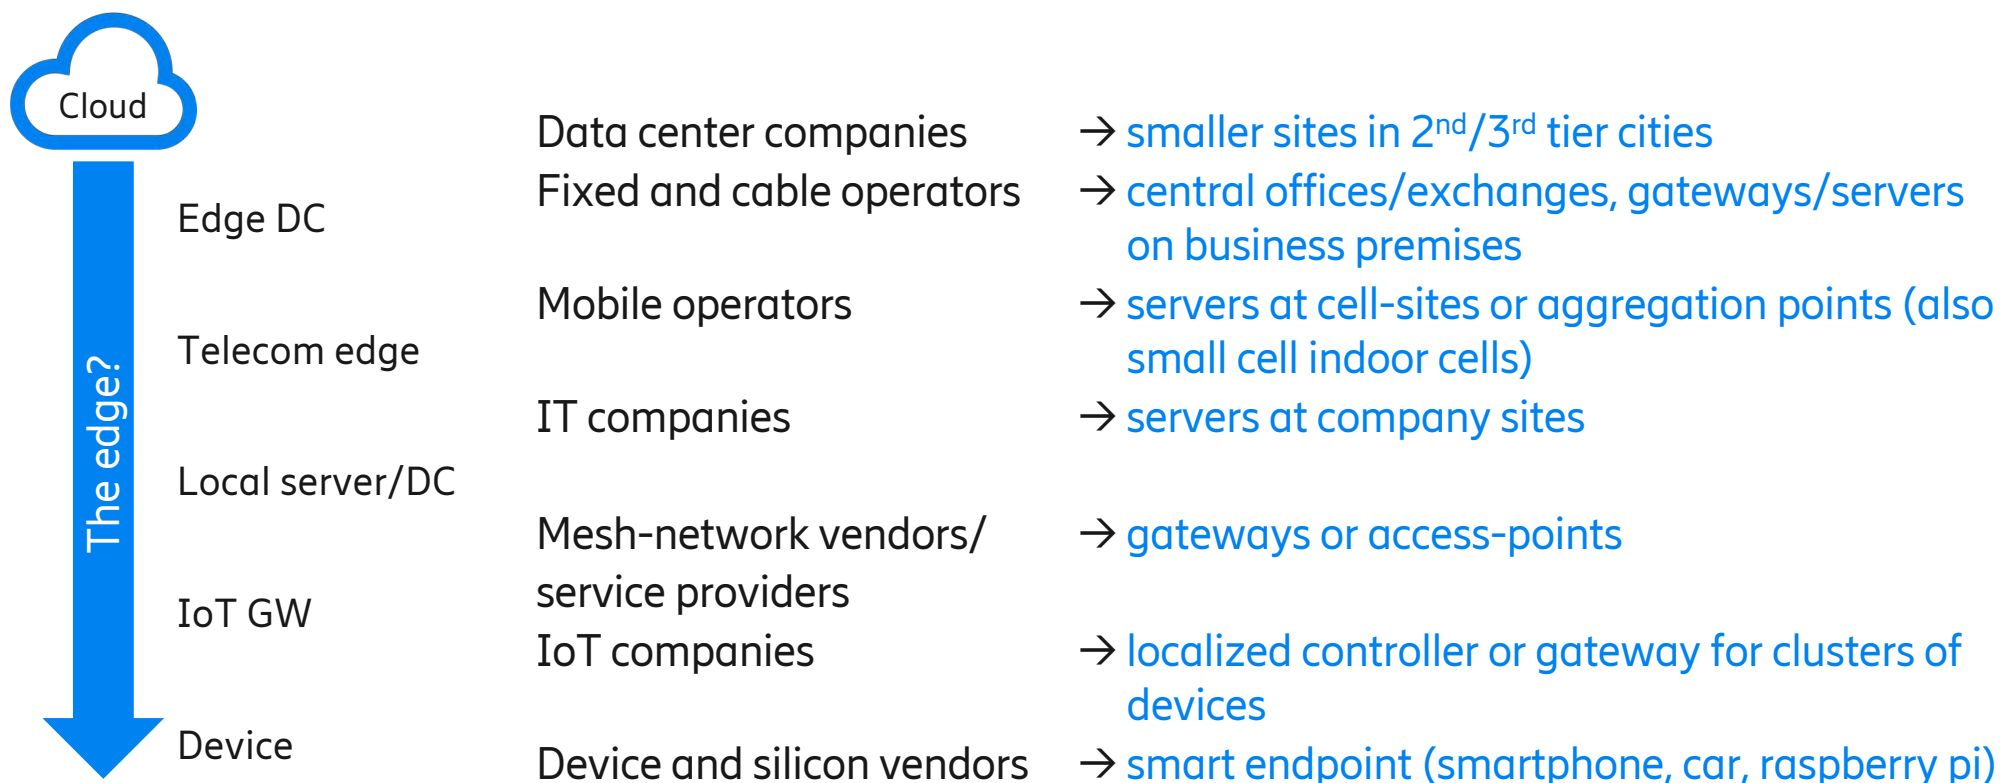 Cloud
The edge?
Edge DC
Telecom edge
Local server/DC
IoT GW
Device
Data center companies → smaller sites in 2nd/3rd tier cities
Fixed and cable operators → central offices/exchanges, gateways/servers
on business premises
Mobile operators → servers at cell-sites or aggregation points (also
small cell indoor cells)
IT companies → servers at company sites
Mesh-network vendors/ → gateways or access-points
service providers
IoT companies → localized controller or gateway for clusters of
devices
Device and silicon vendors → smart endpoint (smartphone, car, raspberry pi)